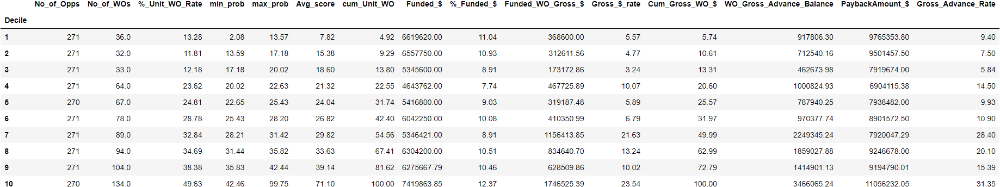 No_of_Opps No_of_WOs %_Unit_WO_Rate min_prob max_prob Avg_score cum_Unit_WO Funded_$ %_Funded_$ Funded_WO_Gross_$ Gross_$_rate Cum_Gross_WO_$ WO_Gross_Advance_Balance PaybackAmount_$ Gross_Advance_Rate
Decile
1 271 36.0 13.28 2.08 13.57 7.82 4.92 6619620.00 11.04 368600.00 5.57 5.74 917806.30 9765353.80 9.40
2 271 32.0 11.81 13.59 17.18 15.38 9.29 6557750.00 10.93 312611.56 4.77 10.61 712540.16 9501457.50 7.50
3 271 33.0 12.18 17.18 20.02 18.60 13.80 5345600.00 8.91 173172.86 3.24 13.31 462673.98 7919674.00 5.84
4 271 64.0 23.62 20.02 22.63 21.32 22.55 4643762.00 7.74 467725.89 10.07 20.60 1000824.93 6904115.38 14.50
5 270 67.0 24.81 22.65 25.43 24.04 31.74 5416800.00 9.03 319187.48 5.89 25.57 787940.25 7938482.00 9.93
6 271 78.0 28.78 25.43 28.20 26.82 42.40 6042250.00 10.08 410350.99 6.79 31.97 970377.74 8901572.50 10.90
7 271 89.0 32.84 28.21 31.42 29.82 54.56 5346421.00 8.91 1156413.85 21.63 49.99 2249345.24 7920047.29 28.40
8 271 94.0 34.69 31.44 35.82 33.63 67.41 6304200.00 10.51 834640.70 13.24 62.99 1859027.88 9246678.00 20.10
9 271 104.0 38.38 35.83 42.44 39.14 81.62 6275667.79 10.46 628509.86 10.02 72.79 1414901.13 9194790.01 15.39
10 270 134.0 49.63 42.46 99.75 71.10 100.00 7419863.85 12.37 1746525.39 23.54 100.00 3466065.24 11056232.05 31.35